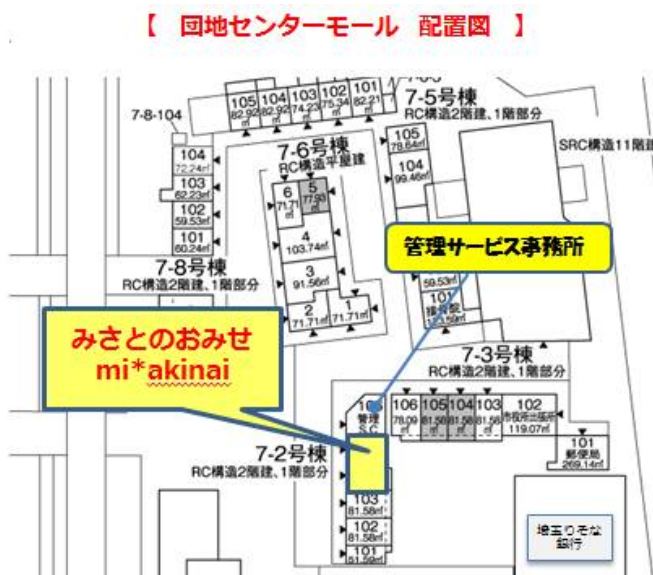 【 団地センターモール 配置図 】
105 104 103 102 101
82.92㎡ 82.92㎡ 74.23㎡ 75.34㎡ 82.21㎡
7-5号棟
RC構造2階建、1階部分
7-8-104
104
72.24㎡
103
62.23㎡
102
59.53㎡
101
60.24㎡
7-8号棟
RC構造2階建、1階部分
7-6号棟
RC構造平屋建
6
71.71㎡
5
77.93㎡
4
103.74㎡
3
91.56㎡
2
71.71㎡
1
71.71㎡
105
78.64㎡
104
99.46㎡
SRC構造11階建
管理サービス事務所
59.53㎡
101
みさとのおみせ
mi*akinai
7-3号棟
RC構造2階建、1階部分
管理
S.C
106
78.09㎡
105
81.58㎡
104
81.58㎡
103
81.58㎡
102
市役所出張所
119.07㎡
101
郵便局
269.14㎡
7-2号棟
RC構造2階建、1階部分
103
81.58㎡
102
81.58㎡
101
51.59㎡
埼玉りそな
銀行